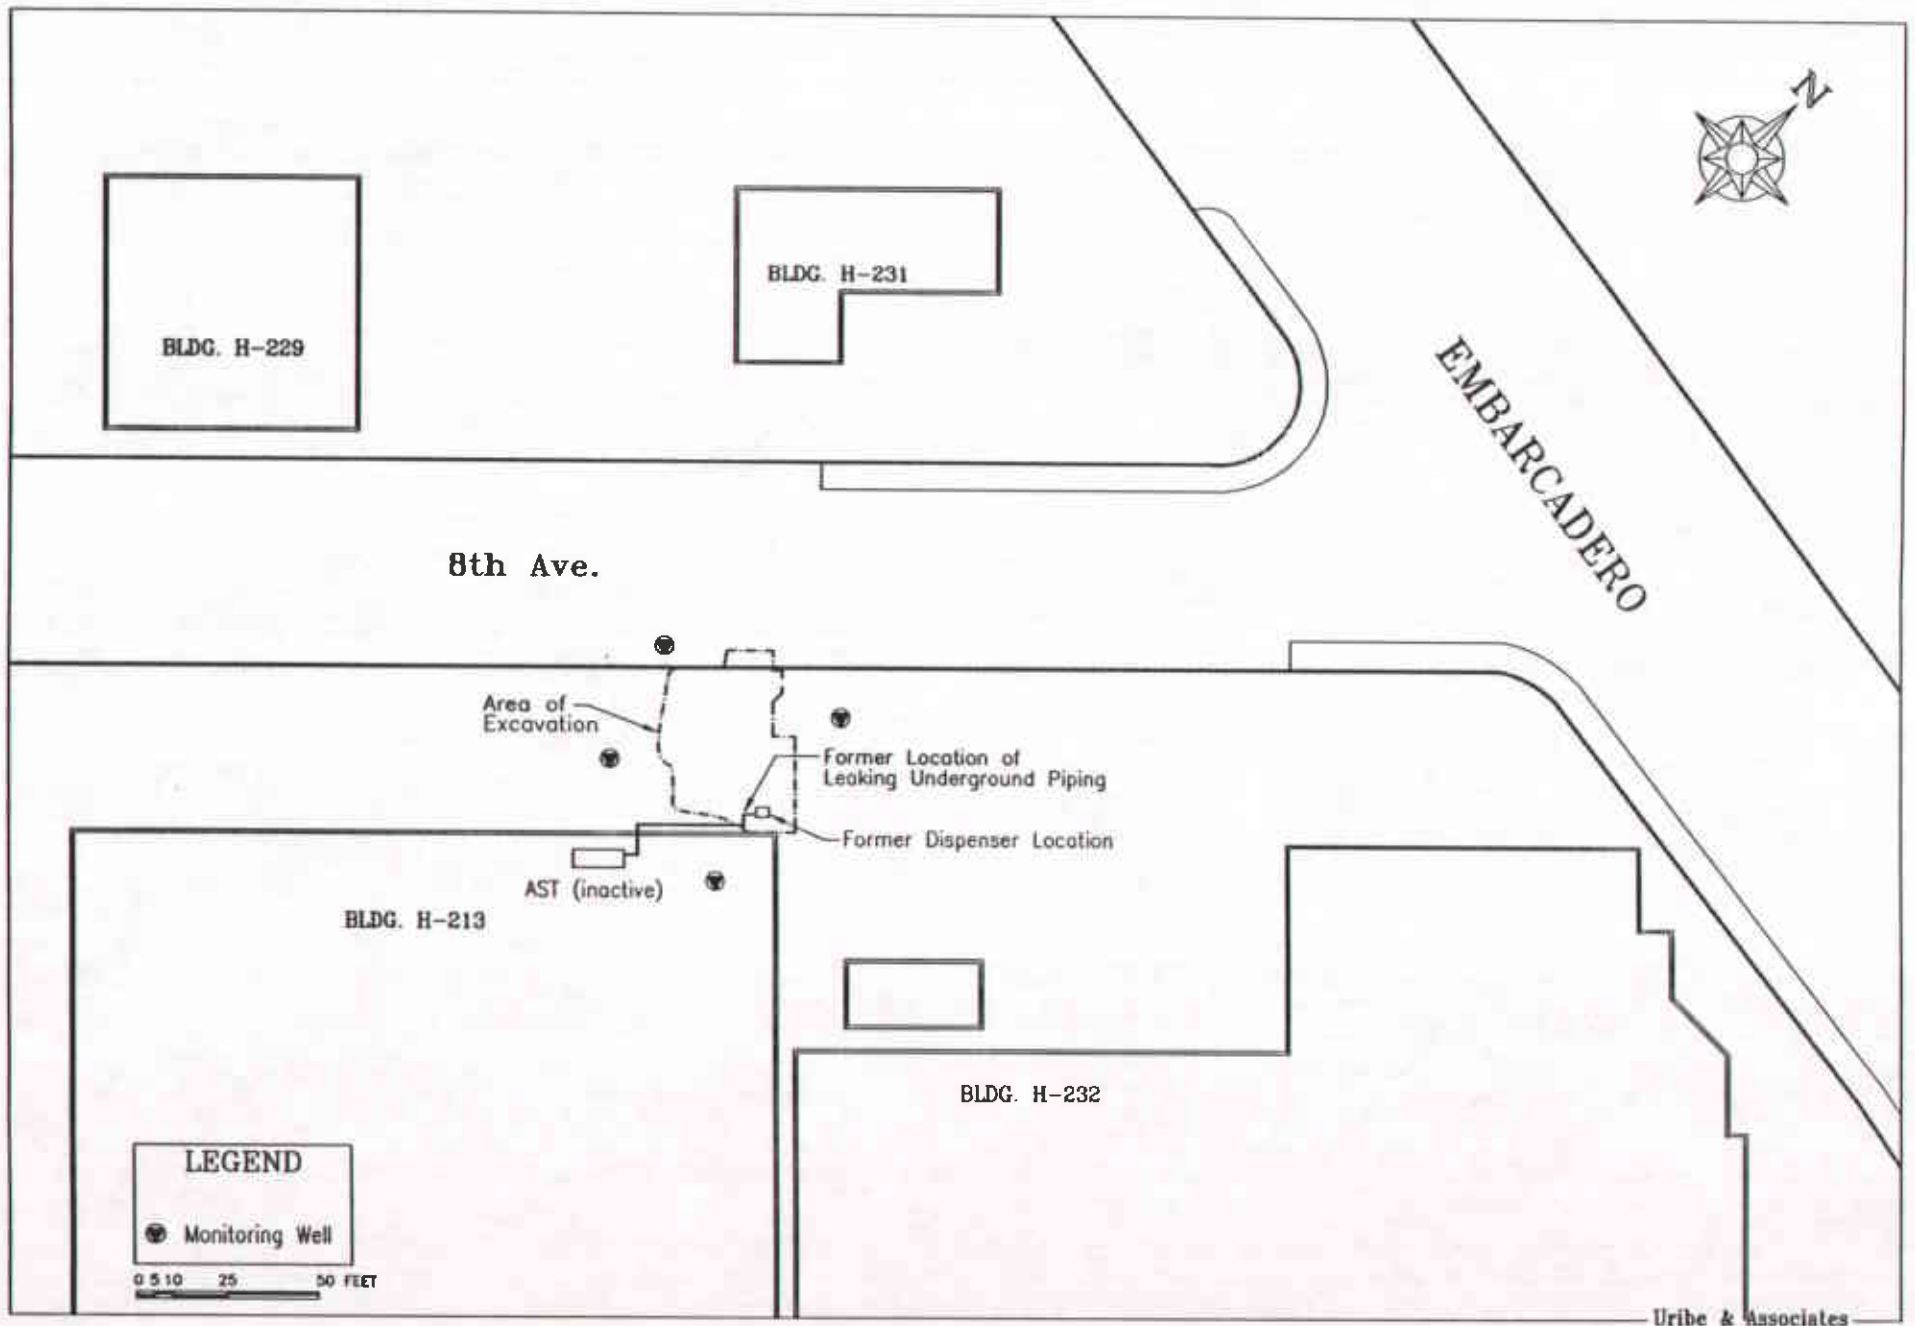 N
BLDG. H-231
BLDG. H-229
EMBARCADERO
8th Ave.
Area of
Excavation
Former Location of
Leaking Underground Piping
Former Dispenser Location
AST (inactive)
BLDG. H-213
BLDG. H-232
LEGEND
Monitoring Well
0 5 10 25 50 FEET
Uribe & Associates